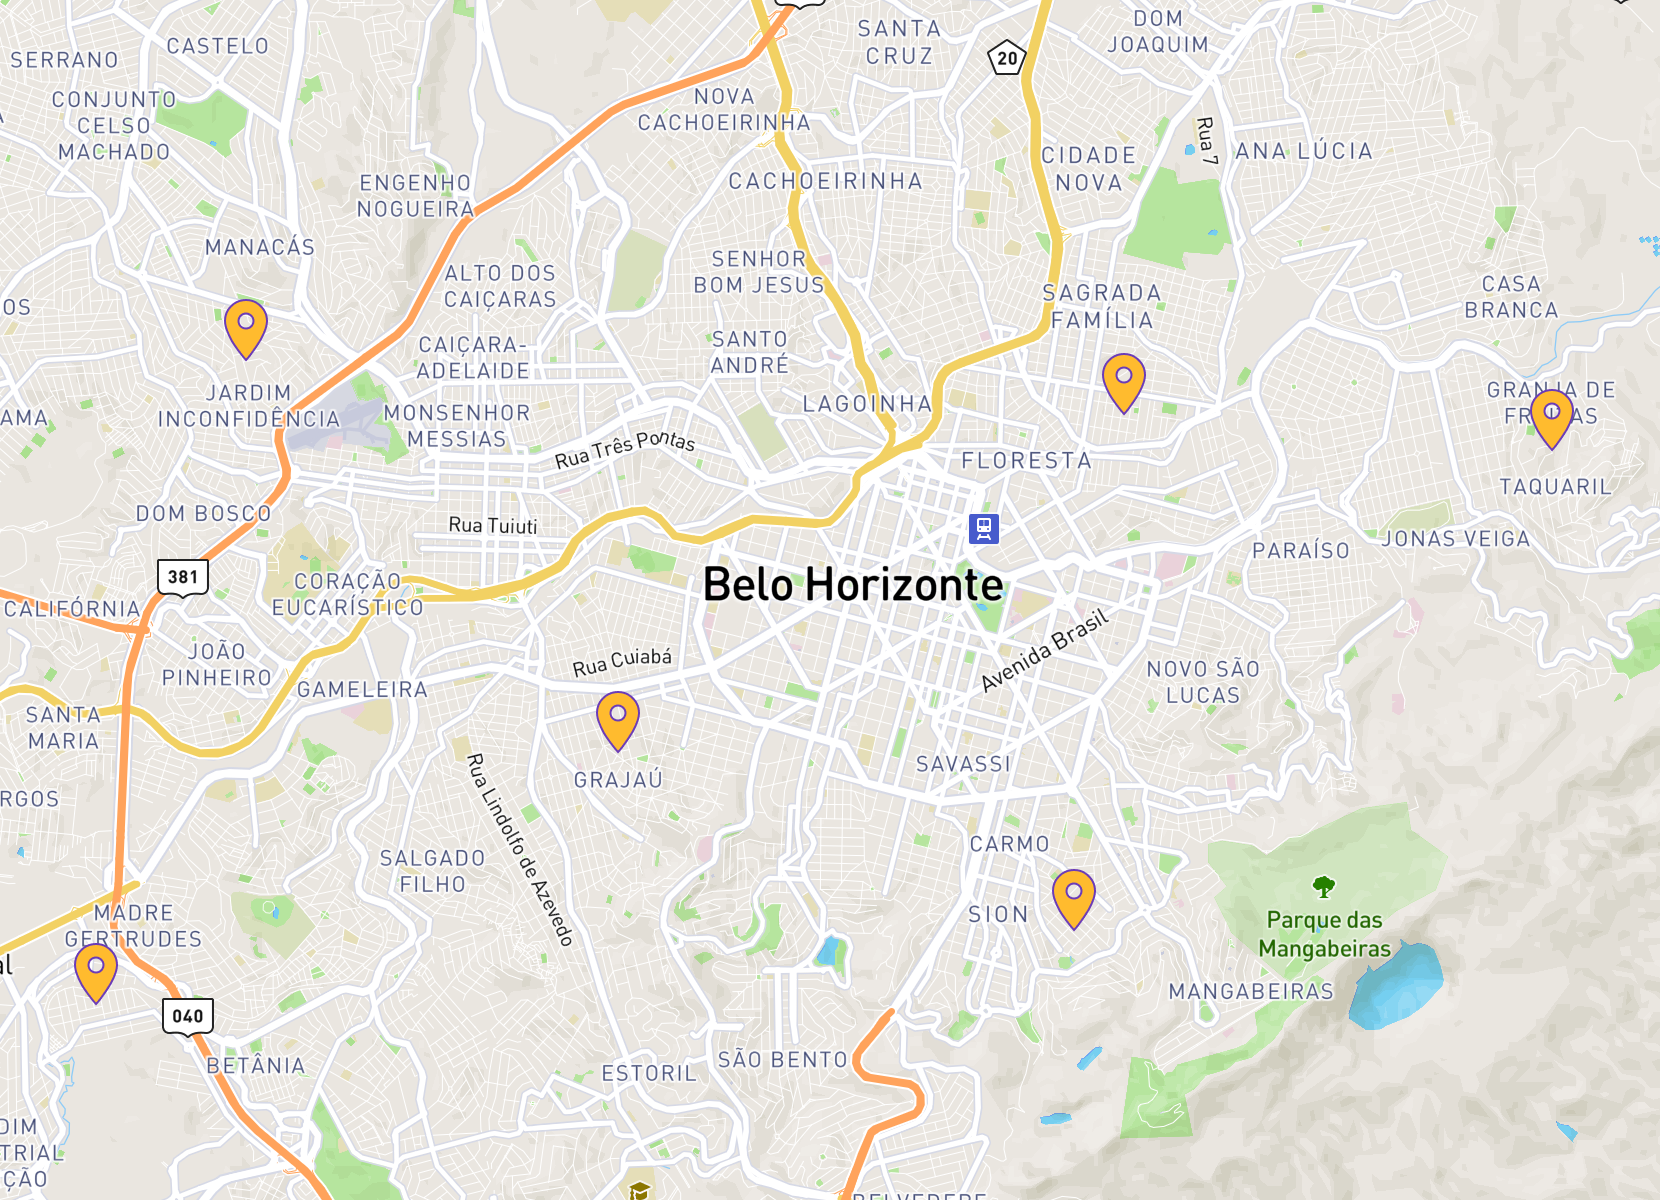 SANTA
CRUZ
DOM
JOAQUIM
CASTELO
SERRANO
20
CONJUNTO
CELSO
MACHADO
NOVA
CACHOEIRINHA
Rua 7
ANA LÚCIA
CIDADE
NOVA
ENGENHO
NOGUEIRA
CACHOEIRINHA
MANACÁS
SENHOR
BOM JESUS
ALTO DOS
CAIÇARAS
SAGRADA
FAMÍLIA
CASA
BRANCA
OS
CAIÇARA-
ADELAIDE
SANTO
ANDRÉ
JARDIM
INCONFIDÊNCIA
LAGOINHA
GRANJA DE
FREITAS
AMA
MONSENHOR
MESSIAS
Rua Três Pontas
FLORESTA
TAQUARIL
DOM BOSCO
Rua Tuiuti
JONAS VEIGA
PARAÍSO
381
CORAÇÃO
EUCARÍSTICO
Belo Horizonte
CALIFÓRNIA
Avenida Brasil
JOÃO
PINHEIRO
Rua Cuiabá
NOVO SÃO
LUCAS
GAMELEIRA
SANTA
MARIA
SAVASSI
GRAJAÚ
RGOS
Rua Lindolfo de Azevedo
CARMO
SALGADO
FILHO
SION
Parque das
Mangabeiras
MADRE
GERTRUDES
al
MANGABEIRAS
040
BETÂNIA
SÃO BENTO
ESTORIL
DIM
TRIAL
ÇÃO
BELVEDERE